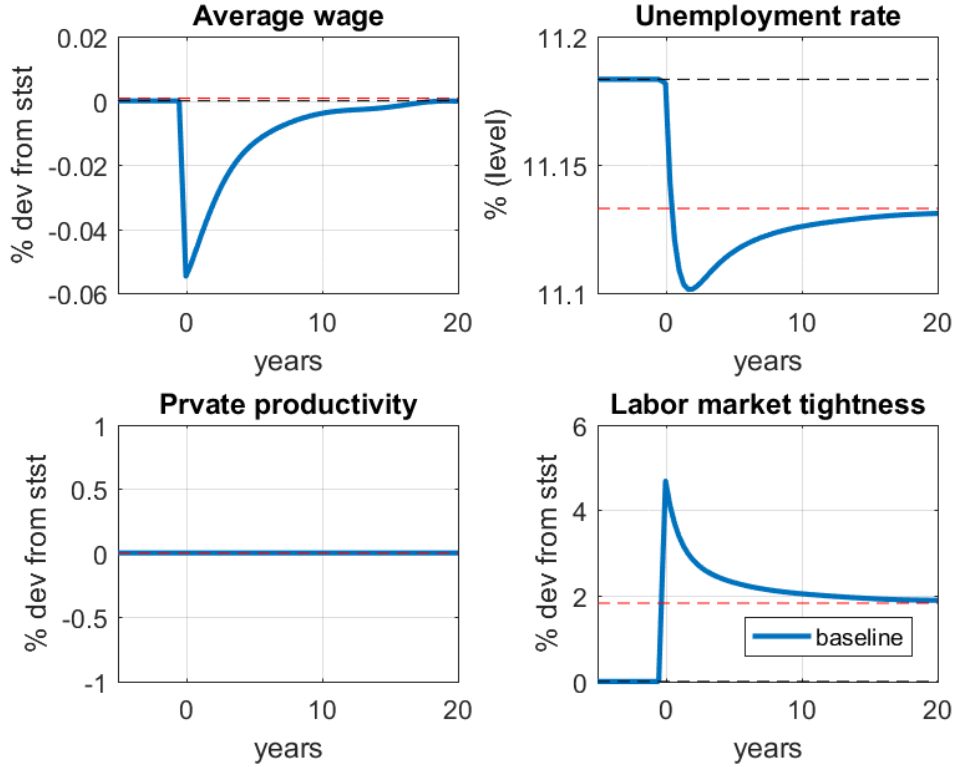 Average wage
% dev from stst
0.02
0
-0.02
-0.04
-0.06
0
10
20
years
Unemployment rate
% (level)
11.2
11.15
11.1
0
10
20
years
Prvate productivity
% dev from stst
1
0.5
0
-0.5
-1
0
10
20
years
Labor market tightness
% dev from stst
6
4
2
0
baseline
0
10
20
years